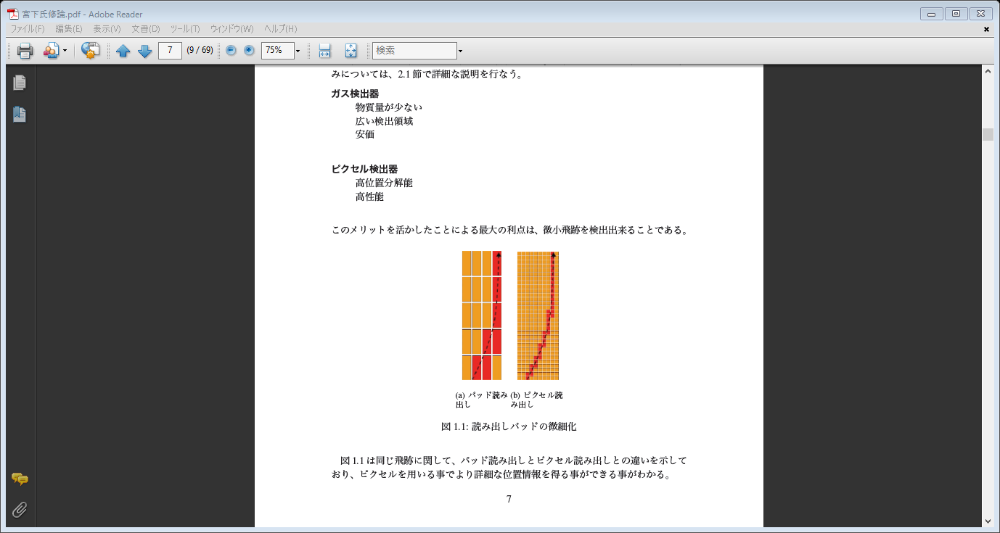 宮下氏修論.pdf - Adobe Reader
ファイル(F) 編集(E) 表示(V) 文書(D) ツール(T) ウィンドウ(W) ヘルプ(H)
7 (9 / 69) 75% 検索
みについては、2.1 節で詳細な説明を行なう。
ガス検出器
物質量が少ない
広い検出領域
安価
ピクセル検出器
高位置分解能
高性能
このメリットを活かしたことによる最大の利点は、微小飛跡を検出出来ることである。
(a) パッド読み
出し
(b) ピクセル読
み出し
図 1.1: 読み出しパッドの微細化
図 1.1 は同じ飛跡に関して、パッド読み出しとピクセル読み出しとの違いを示して
おり、ピクセルを用いる事でより詳細な位置情報を得る事ができる事がわかる。
7